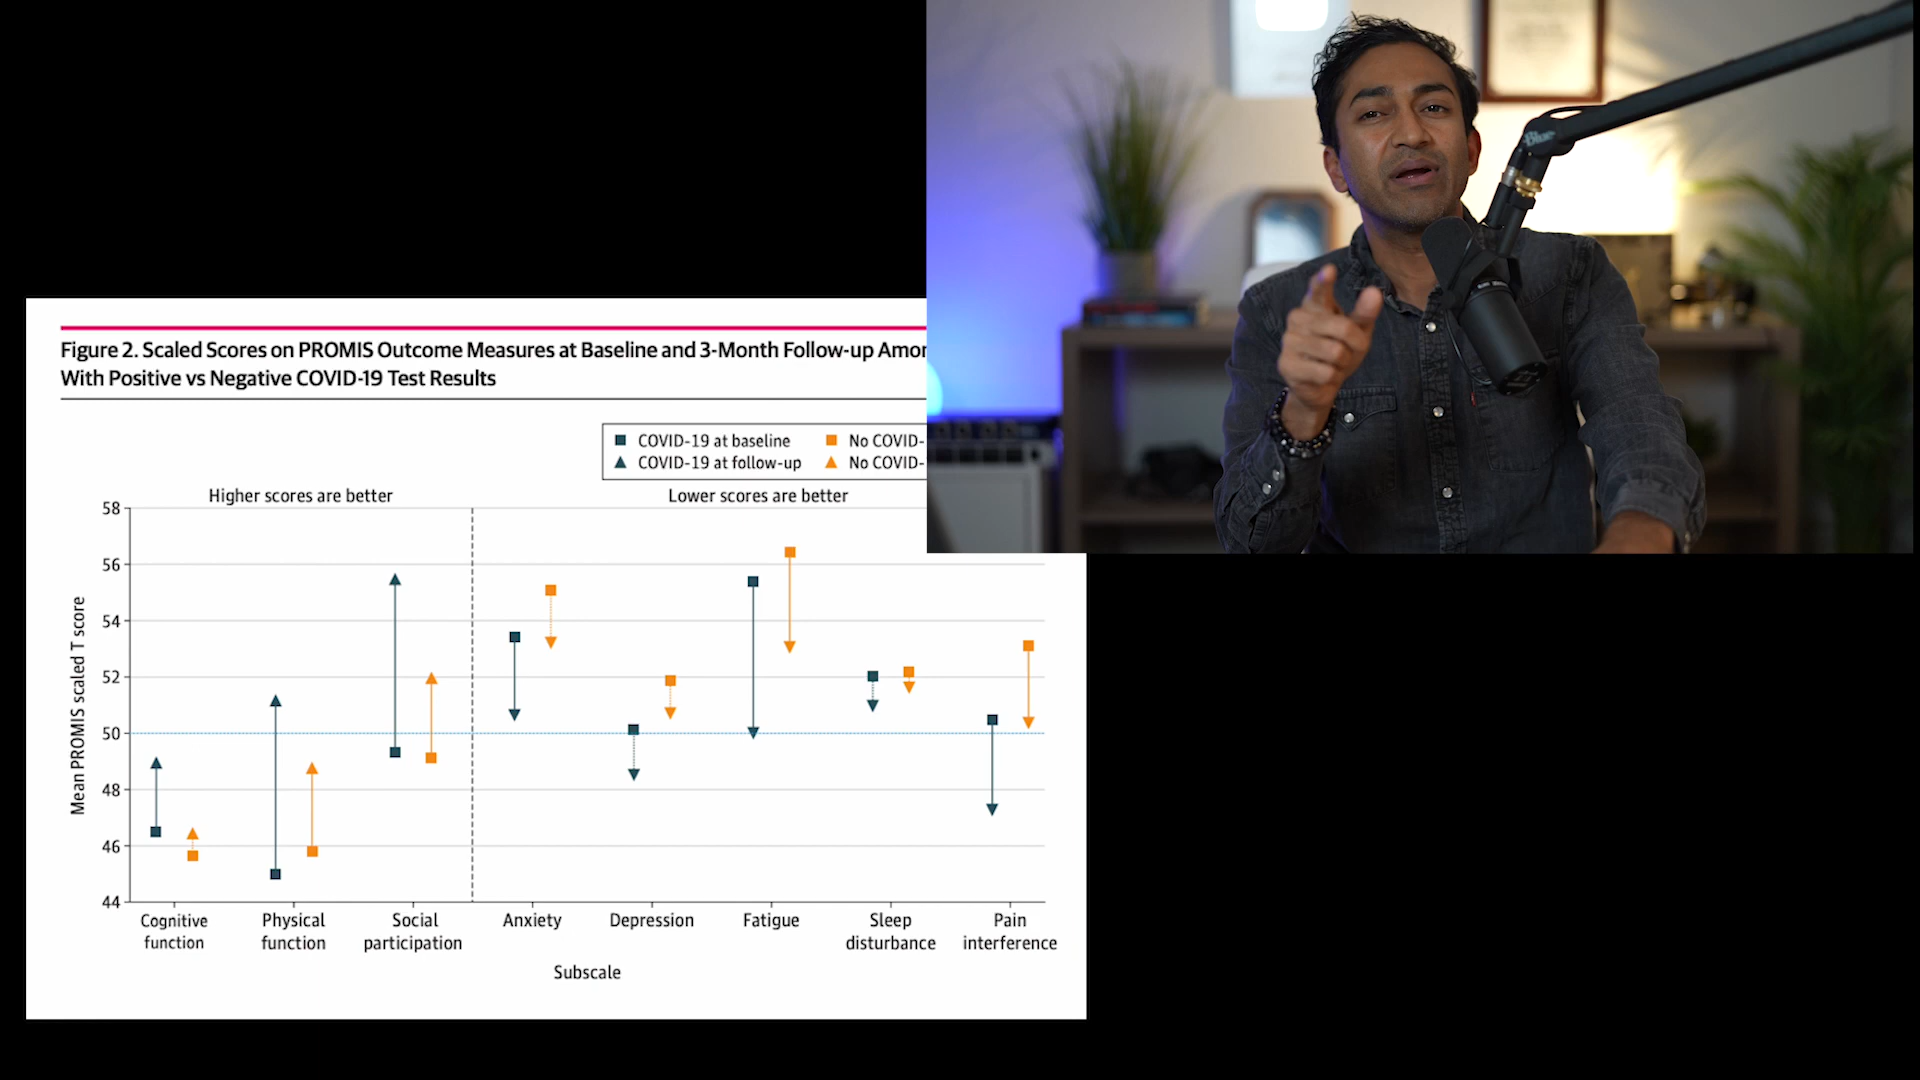 Figure 2. Scaled Scores on PROMIS Outcome Measures at Baseline and 3-Month Follow-up
With Positive vs Negative COVID-19 Test Results
COVID-19 at baseline
No COVID-
COVID-19 at follow-up
No COVID-
Higher scores are better
Lower scores are better
58
56
54
52
50
48
46
44
Mean PROMIS scaled T score
Cognitive function
Physical function
Social participation
Anxiety
Depression
Fatigue
Sleep disturbance
Pain interference
Subscale
Blue